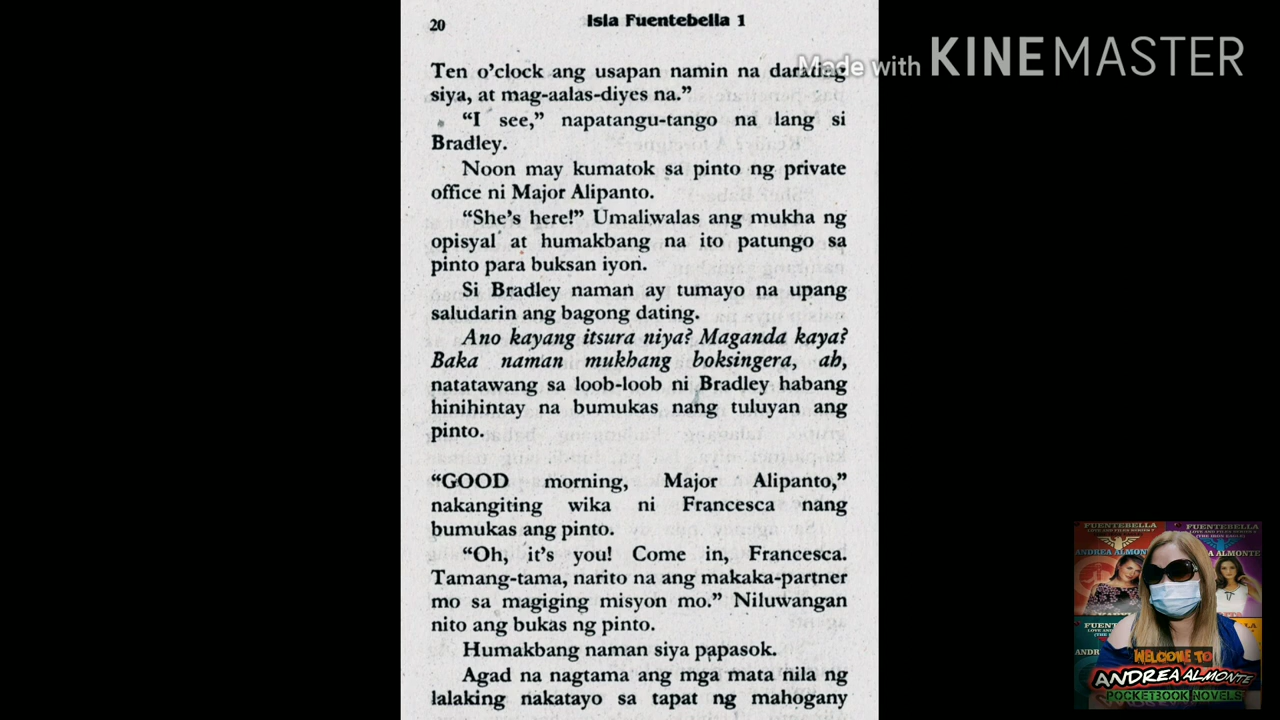 20
Isla Fuentebella 1
Made with KINEMASTER
Ten o’clock ang usapan namin na darating
siya, at mag-aalas-diyes na.”
“I see,” napatangu-tango na lang si
Bradley.
Noon may kumatok sa pinto ng private
office ni Major Alipanto.
“She’s here!” Umaliwalas ang mukha ng
opisyal at humakbang na ito patungo sa
pinto para buksan iyon.
Si Bradley naman ay tumayo na upang
saludarin ang bagong dating.
Ano kayang itsura niya? Maganda kaya?
Baka naman mukhang boksingera, ah,
natatawang sa loob-loob ni Bradley habang
hinihintay na bumukas nang tuluyan ang
pinto.
“GOOD morning, Major Alipanto,”
nakangiting wika ni Francesca nang
bumukas ang pinto.
“Oh, it’s you! Come in, Francesca.
Tamang-tama, narito na ang makaka-partner
mo sa magiging misyon mo.” Niluwangan
nito ang bukas ng pinto.
Humakbang naman siya papasok.
Agad na nagtama ang mga mata nila ng
lalaking nakatayo sa tapat ng mahogany
FUENTEBELLA
FUENTEBELLA
ANDREA ALMONTE
ALMONTE
WELCOME TO
ANDREA ALMONTE
POCKETBOOK NOVELS